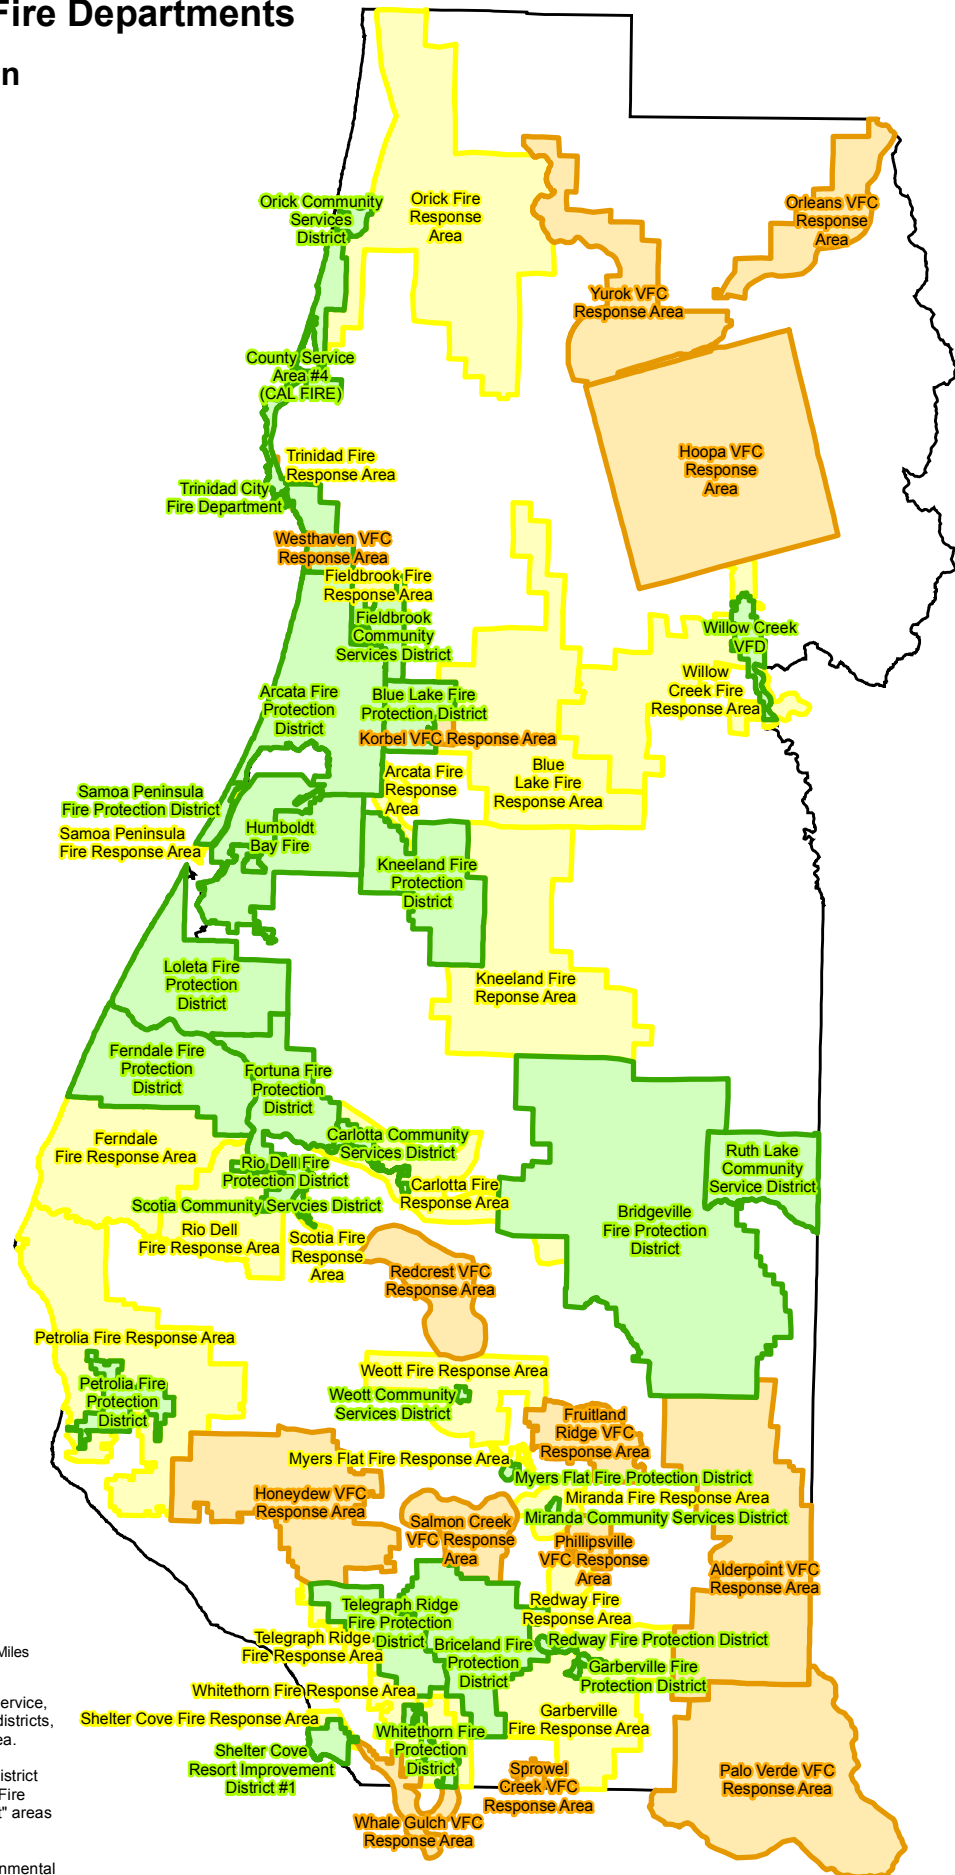 Fire Departments
n
Orick Community
Services
District
Orick Fire
Response
Area
Orleans VFC
Response
Area
Yurok VFC
Response Area
County Service
Area #4
(CAL FIRE)
Hoopa VFC
Response
Area
Trinidad Fire
Response Area
Trinidad City
Fire Department
Westhaven VFC
Response Area
Fieldbrook Fire
Response Area
Fieldbrook
Community
Services District
Willow Creek
VFD
Willow
Creek Fire
Response Area
Arcata Fire
Protection
District
Blue Lake Fire
Protection District
Korbel VFC Response Area
Arcata Fire
Response
Area
Blue
Lake Fire
Response Area
Samoa Peninsula
Fire Protection District
Samoa Peninsula
Fire Response Area
Humboldt
Bay Fire
Kneeland Fire
Protection
District
Loleta Fire
Protection
District
Kneeland Fire
Reponse Area
Ferndale Fire
Protection
District
Fortuna Fire
Protection
District
Ferndale
Fire Response Area
Carlotta Community
Services District
Ruth Lake
Community
Service District
Rio Dell Fire
Protection District
Carlotta Fire
Response Area
Scotia Community Servcies District
Bridgeville
Fire Protection
District
Rio Dell
Fire Response Area
Scotia Fire
Response
Area
Redcrest VFC
Response Area
Petrolia Fire Response Area
Weott Fire Response Area
Petrolia Fire
Protection
District
Weott Community
Services District
Fruitland
Ridge VFC
Response Area
Myers Flat Fire Response Area
Myers Flat Fire Protection District
Honeydew VFC
Response Area
Miranda Fire Response Area
Miranda Community Services District
Salmon Creek
VFC Response
Area
Phillipsville
VFC Response
Area
Alderpoint VFC
Response Area
Telegraph Ridge
Fire Protection
District
Redway Fire
Response Area
Telegraph Ridge
Fire Response Area
Briceland Fire
Protection
District
Redway Fire Protection District
Garberville Fire
Protection District
Whitethorn Fire Response Area
Shelter Cove Fire Response Area
Garberville
Fire Response Area
Whitethorn Fire
Protection
District
Shelter Cove
Resort Improvement
District #1
Sprowel
Creek VFC
Response Area
Palo Verde VFC
Response Area
Whale Gulch VFC
Response Area
Miles
ervice,
districts,
ea.
istrict
Fire
t" areas
nmental